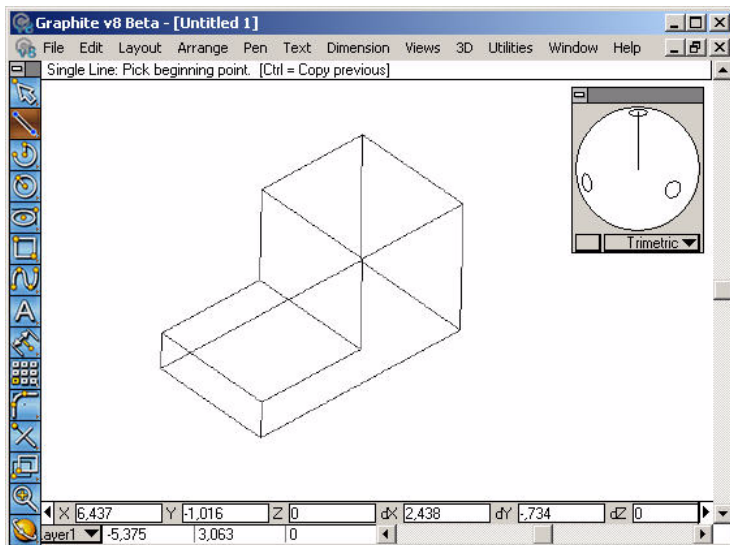 Graphite v8 Beta - [Untitled 1]
File Edit Layout Arrange Pen Text Dimension Views 3D Utilities Window Help
Single Line: Pick beginning point. [Ctrl = Copy previous]
A
Trimetric
X 6,437 Y -1,016 Z 0 dX 2,438 dY -,734 dZ 0
Layer1 -5,375 3,063 0